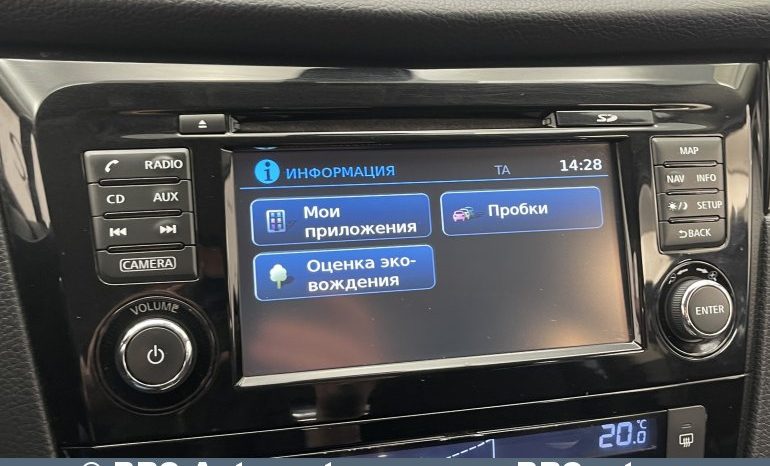 SD
RADIO
CD AUX
CAMERA
VOLUME
ИНФОРМАЦИЯ TA 14:28
Мои
приложения
Пробки
Оценка эко-
вождения
MAP
NAV INFO
SETUP
BACK
ENTER
20.0 °C